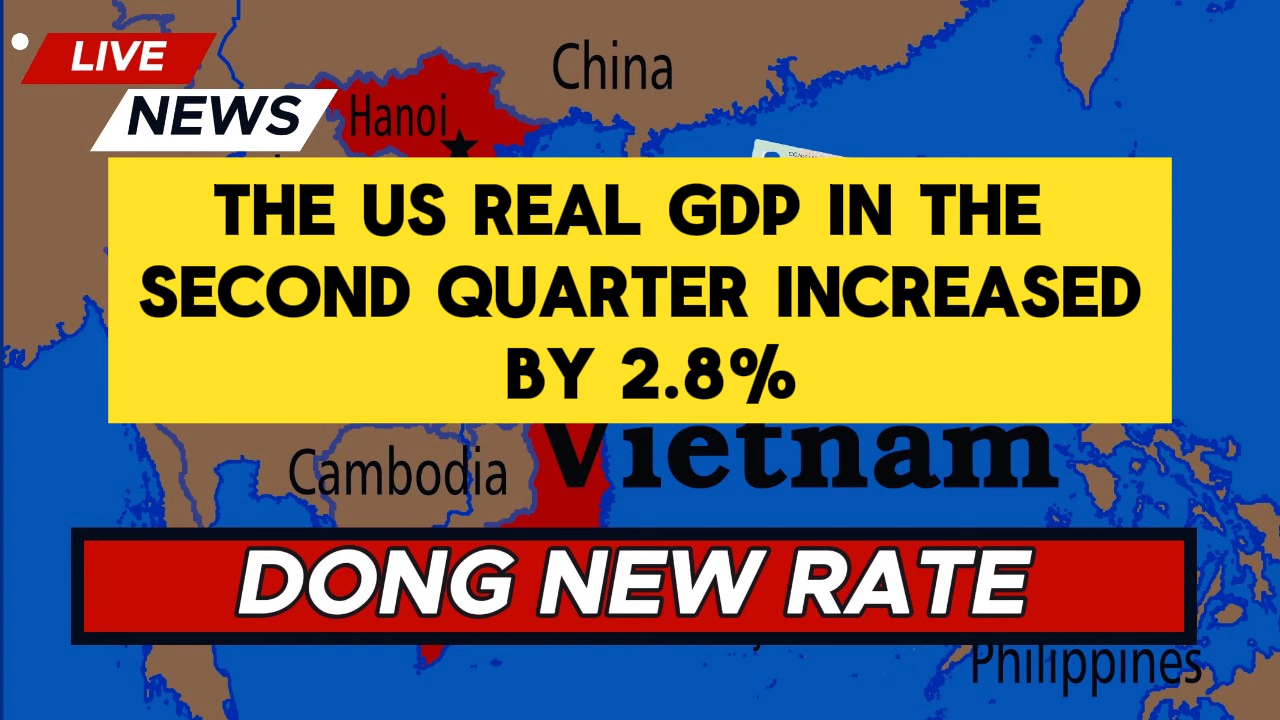 LIVE
NEWS
China
Hanoi
THE US REAL GDP IN THE
SECOND QUARTER INCREASED
BY 2.8%
Vietnam
Cambodia
DONG NEW RATE
Philippines